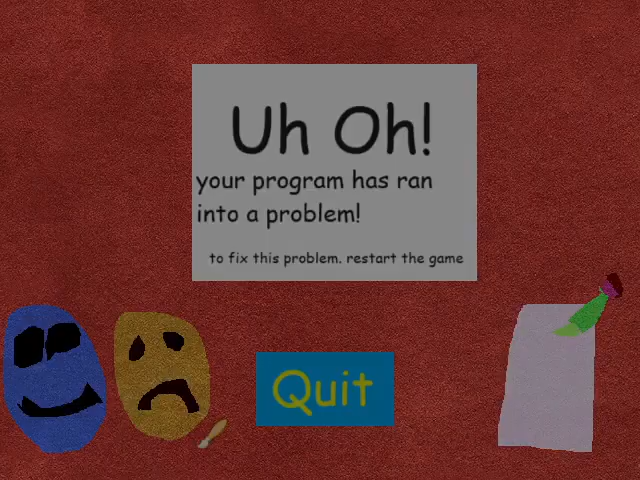 Uh Oh!
your program has ran
into a problem!
to fix this problem. restart the game
Quit